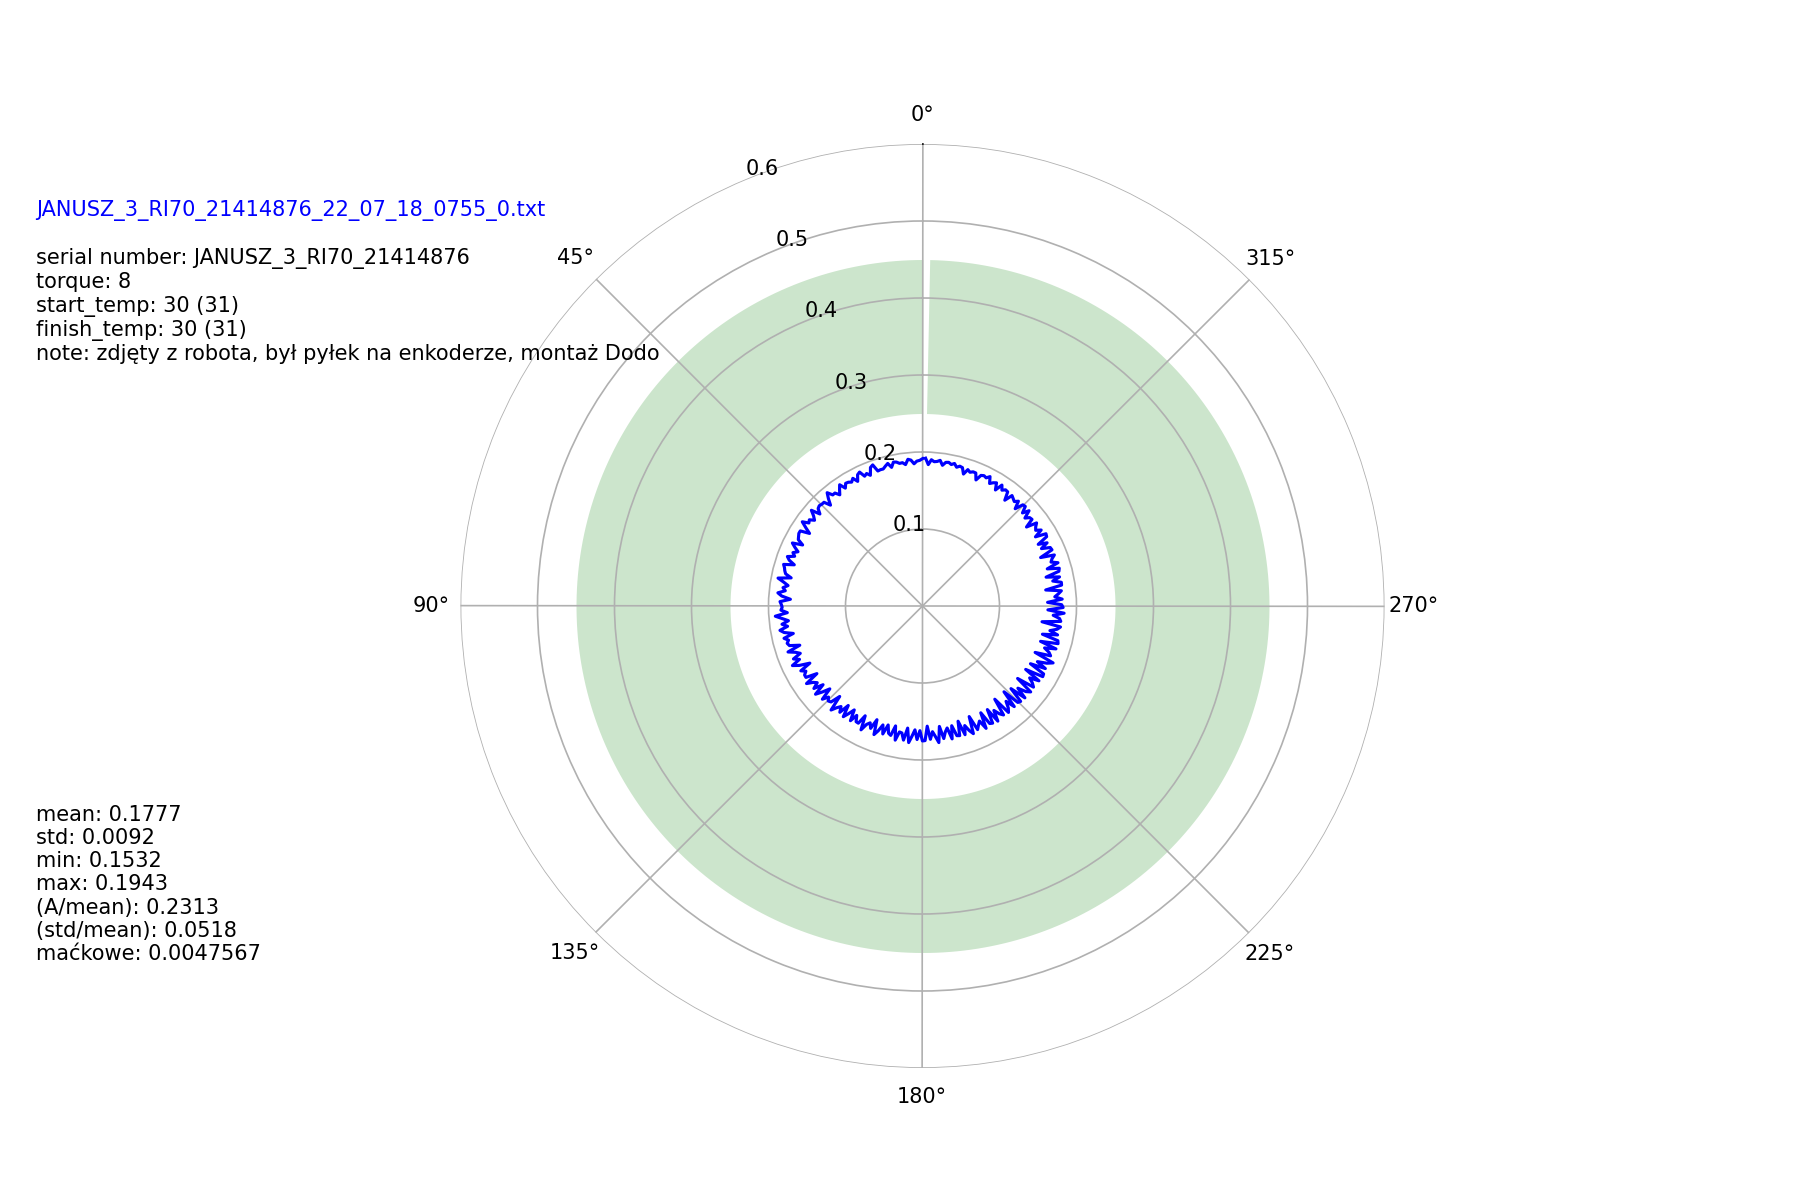 0°
0.6
JANUSZ_3_RI70_21414876_22_07_18_0755_0.txt
0.5
serial number: JANUSZ_3_RI70_21414876
45°
315°
torque: 8
start_temp: 30 (31)
0.4
finish_temp: 30 (31)
note: zdjęty z robota, był pyłek na enkoderze, montaż Dodo
0.3
0.2
0.1
90°
270°
mean: 0.1777
std: 0.0092
min: 0.1532
max: 0.1943
(A/mean): 0.2313
(std/mean): 0.0518
maćkowe: 0.0047567
135°
225°
180°